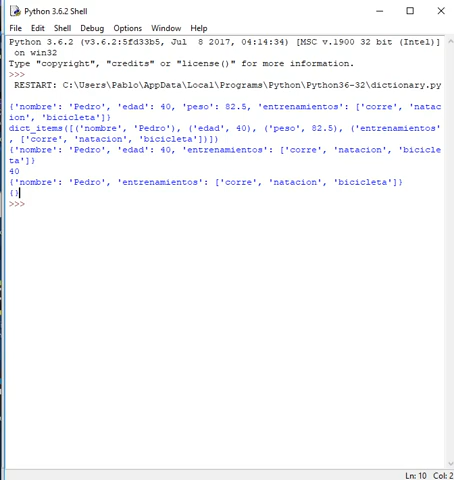 Python 3.6.2 Shell
File Edit Shell Debug Options Window Help
Python 3.6.2 (v3.6.2:5fd33b5, Jul  8 2017, 04:14:34) [MSC v.1900 32 bit (Intel)]
 on win32
Type "copyright", "credits" or "license()" for more information.
>>>
 RESTART: C:\Users\Pablo\AppData\Local\Programs\Python\Python36-32\dictionary.py
{'nombre': 'Pedro', 'edad': 40, 'peso': 82.5, 'entrenamientos': ['corre', 'natac
ion', 'bicicleta']}
dict_items([('nombre', 'Pedro'), ('edad', 40), ('peso', 82.5), ('entrenamientos'
, ['corre', 'natacion', 'bicicleta'])])
{'nombre': 'Pedro', 'edad': 40, 'entrenamientos': ['corre', 'natacion', 'bicicle
ta']}
40
{'nombre': 'Pedro', 'entrenamientos': ['corre', 'natacion', 'bicicleta']}
{}
>>>
Ln: 10 Col: 2